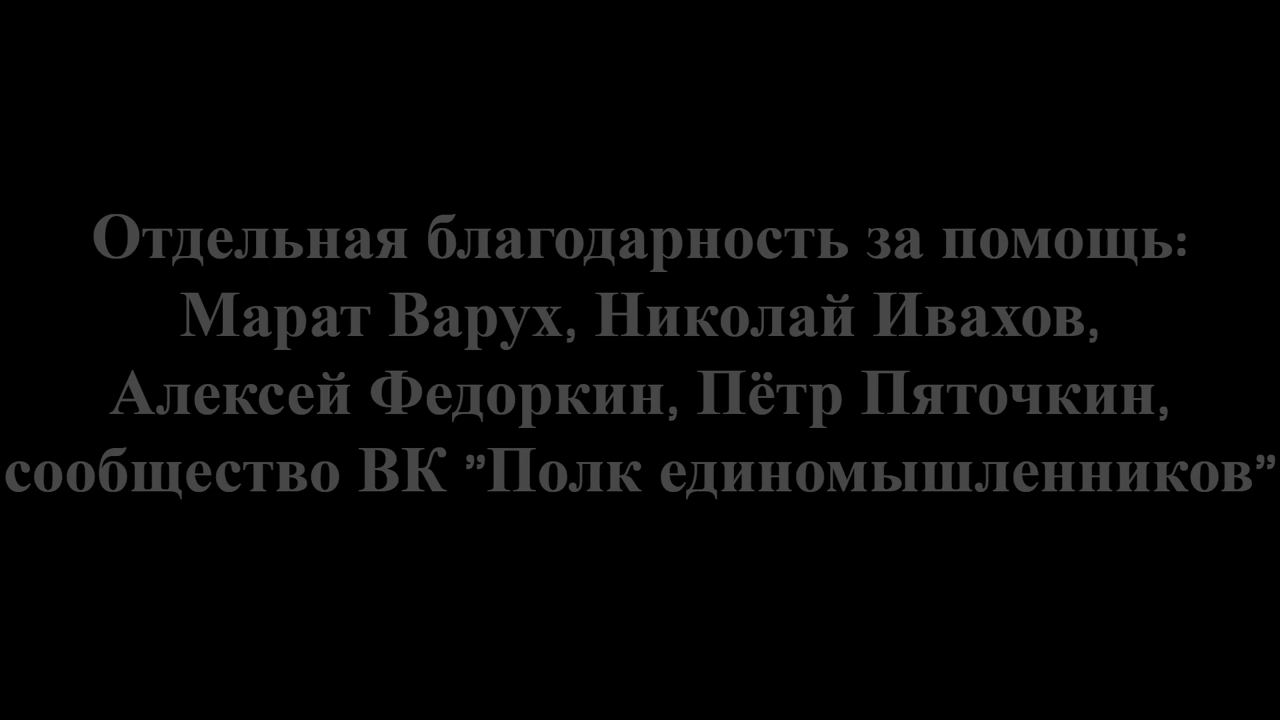 Отдельная благодарность за помощь:
Марат Варух, Николай Ивахов,
Алексей Федоркин, Пётр Пяточкин,
сообщество ВК ”Полк единомышленников”